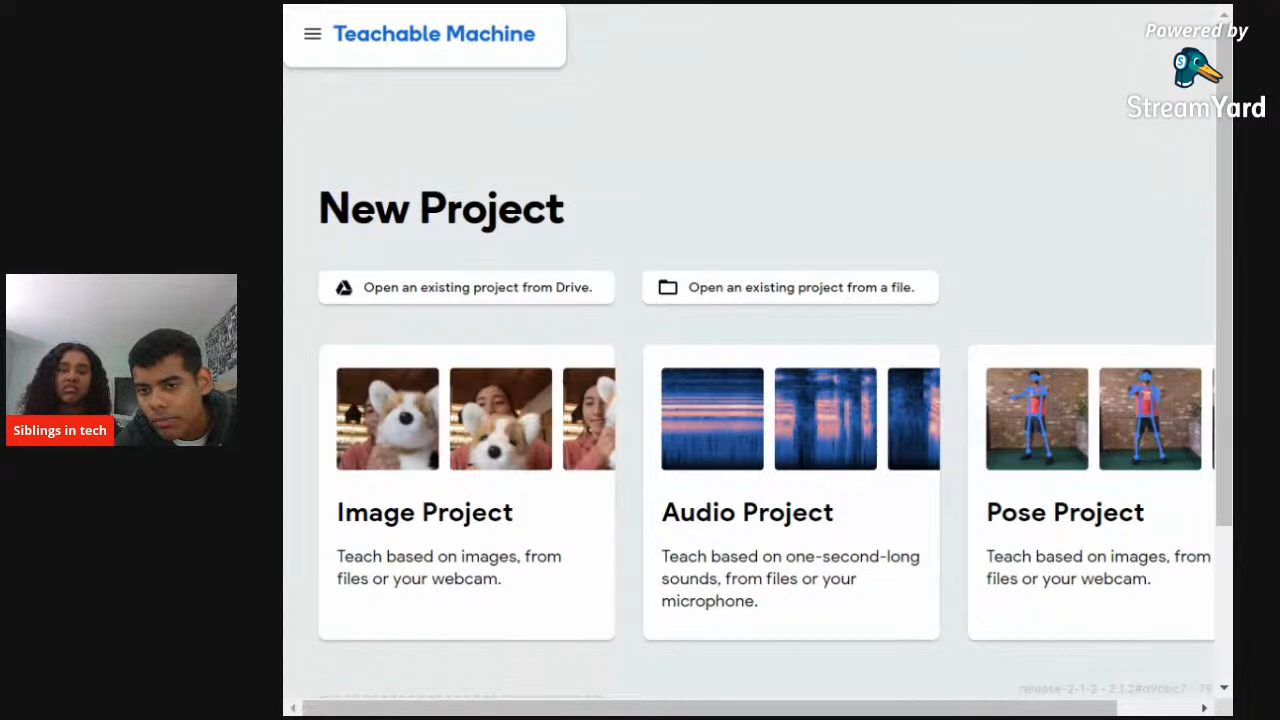 Teachable Machine
Powered by
StreamYard
New Project
Open an existing project from Drive.
Open an existing project from a file.
Siblings in tech
Image Project
Teach based on images, from
files or your webcam.
Audio Project
Teach based on one-second-long
sounds, from files or your
microphone.
Pose Project
Teach based on images, from
files or your webcam.